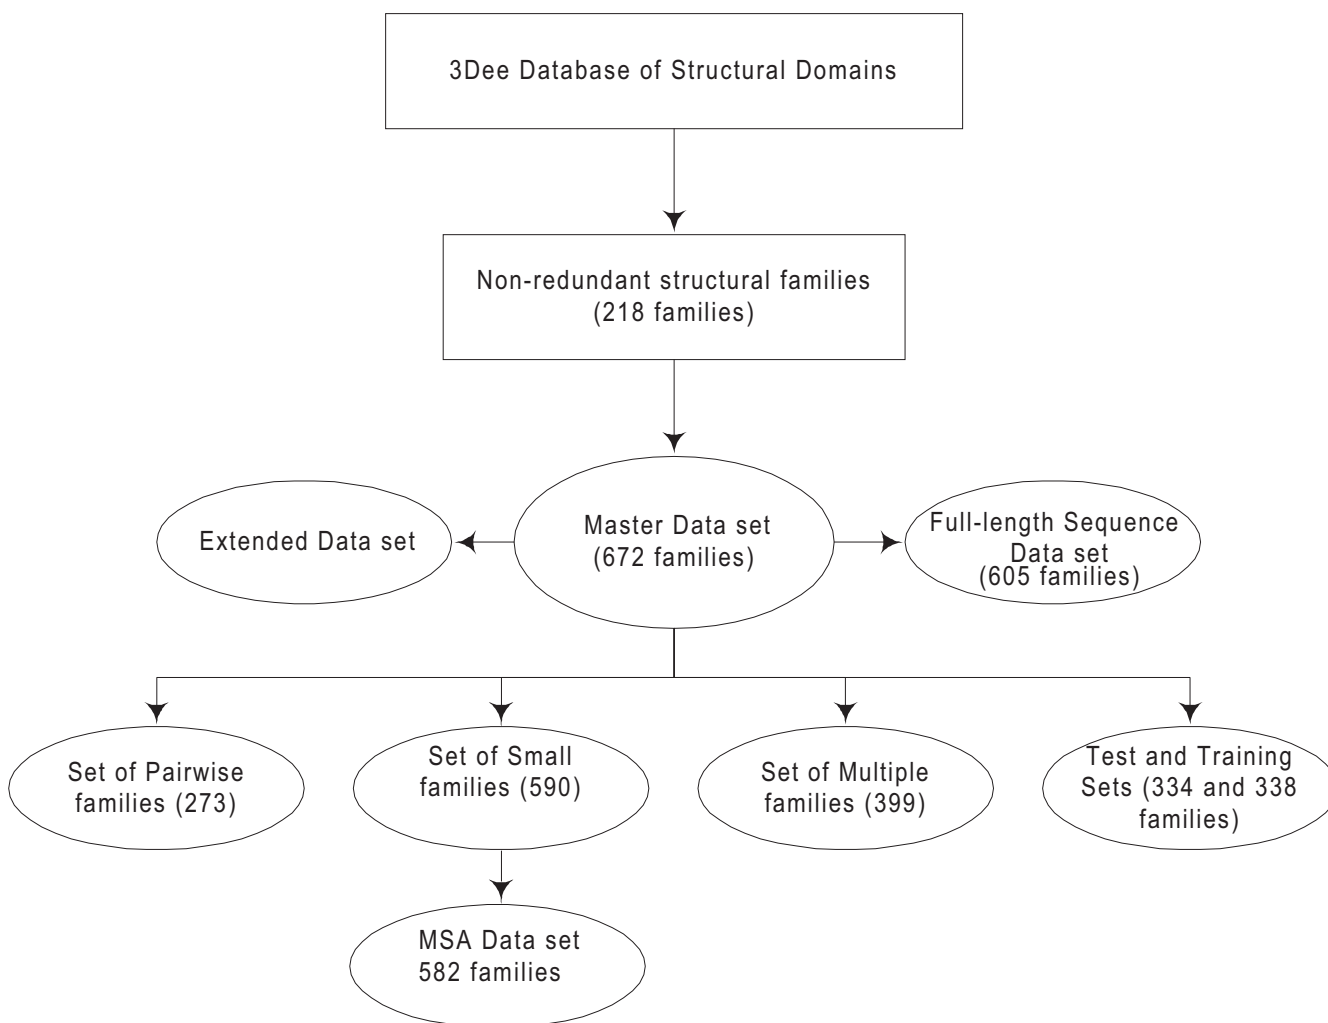 3Dee Database of Structural Domains
Non-redundant structural families
(218 families)
Extended Data set
Master Data set
(672 families)
Full-length Sequence
Data set
(605 families)
Set of Pairwise
families (273)
Set of Small
families (590)
Set of Multiple
families (399)
Test and Training
Sets (334 and 338
families)
MSA Data set
582 families